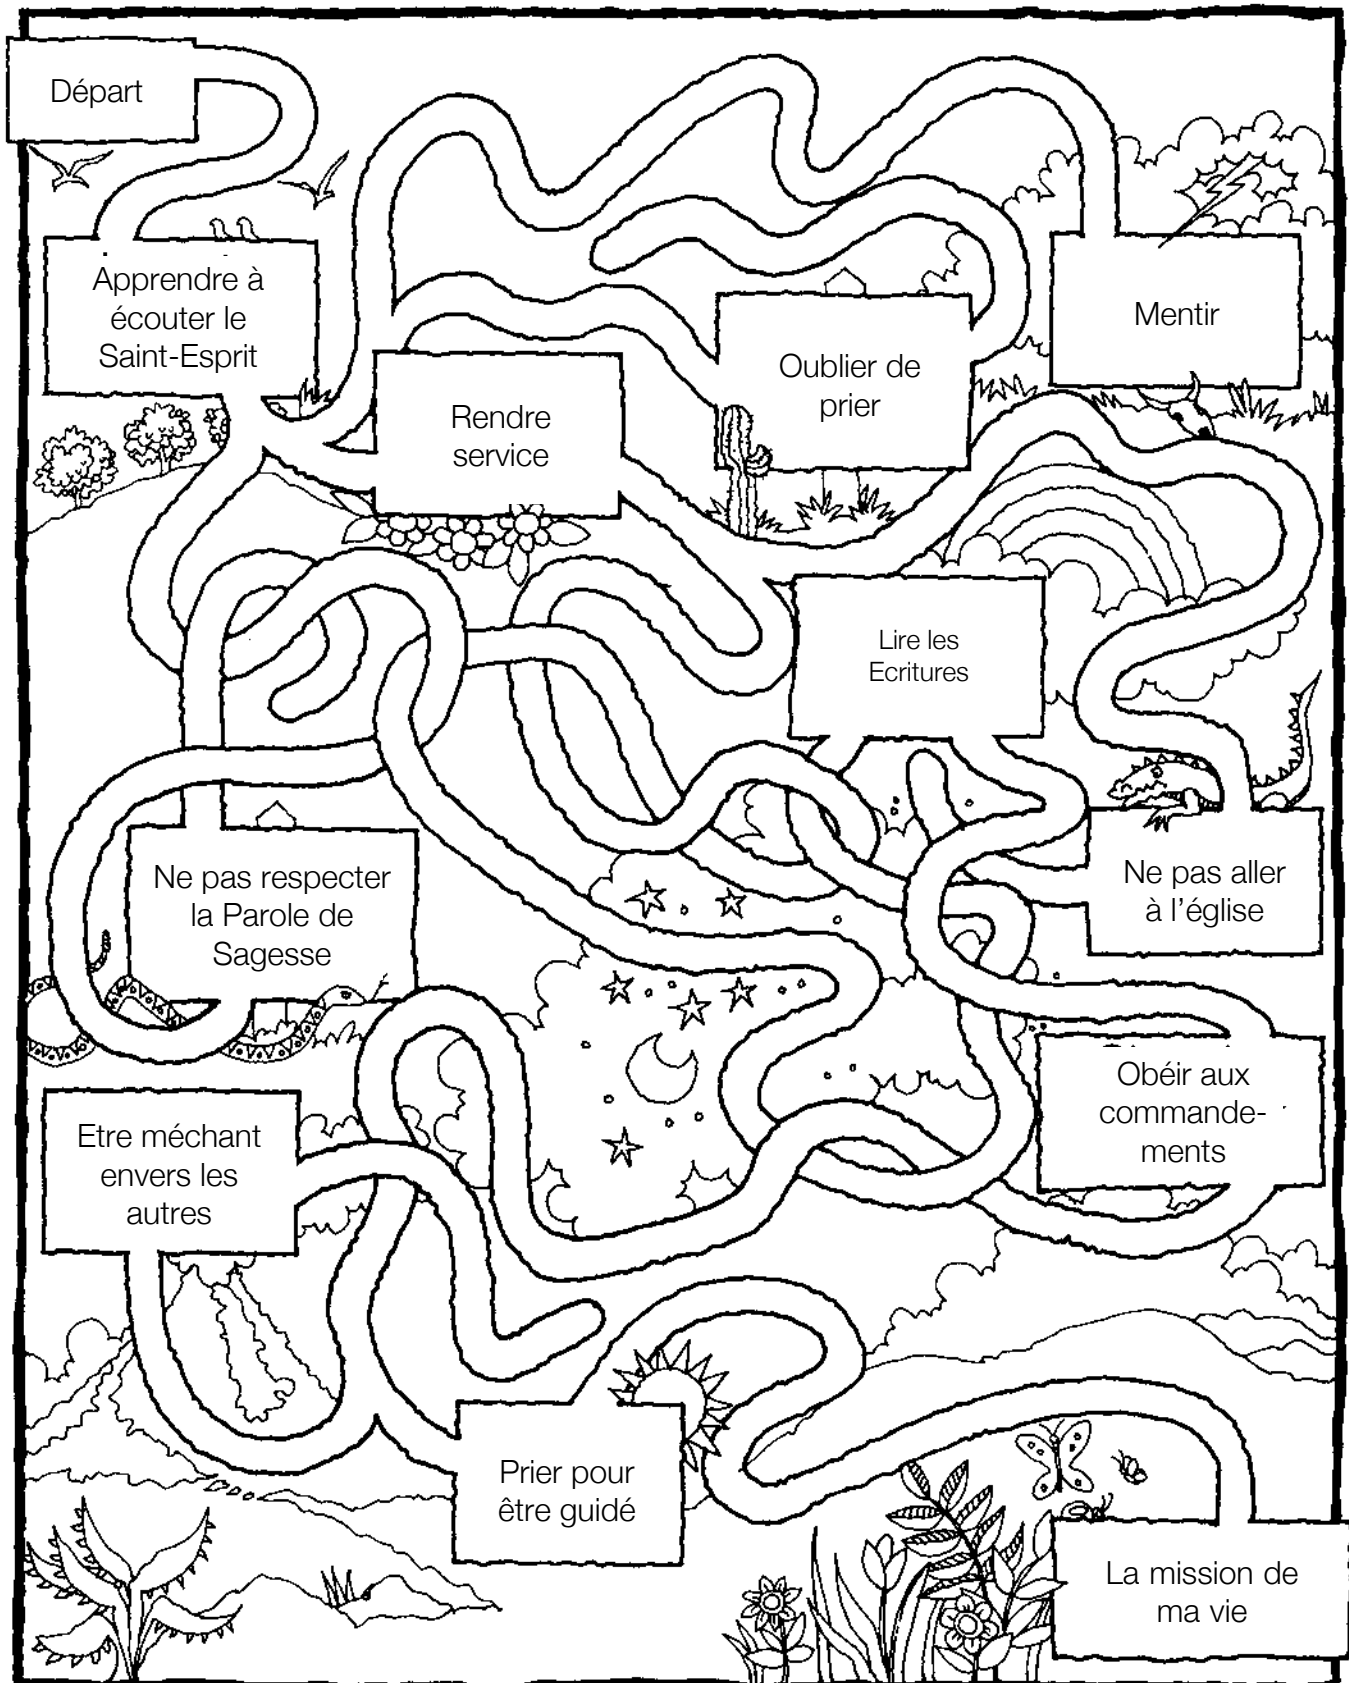 Départ
Apprendre à
écouter le
Saint-Esprit
Mentir
Oublier de
prier
Rendre
service
Lire les
Ecritures
Ne pas respecter
la Parole de
Sagesse
Ne pas aller
à l'église
Obéir aux
commande-
ments
Etre méchant
envers les
autres
Prier pour
être guidé
La mission de
ma vie